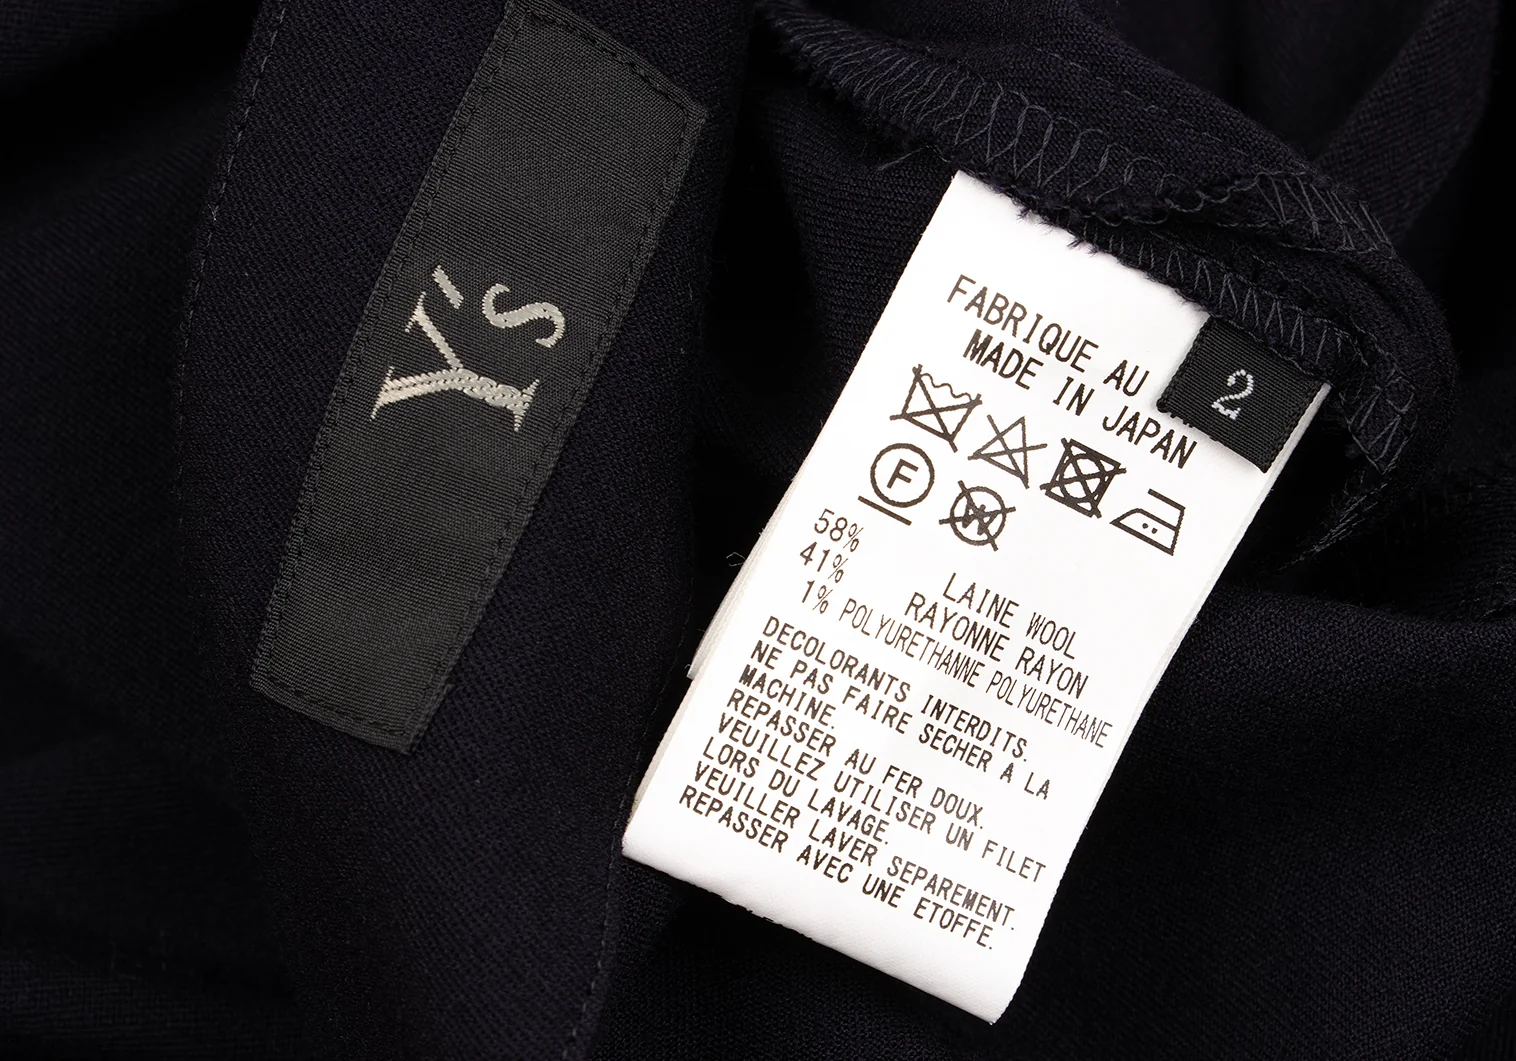 Y's
2
FABRIQUE AU
MADE IN JAPAN
F
W
58% LAINE WOOL
41% RAYONNE RAYON
1% POLYURETHANNE POLYURETHANE
DECOLORANTS INTERDITS.
NE PAS FAIRE SECHER A LA
MACHINE.
REPASSER AU FER DOUX.
VEUILLEZ UTILISER UN FILET
LORS DU LAVAGE.
VEUILLER LAVER SEPAREMENT.
REPASSER AVEC UNE ETOFFE.